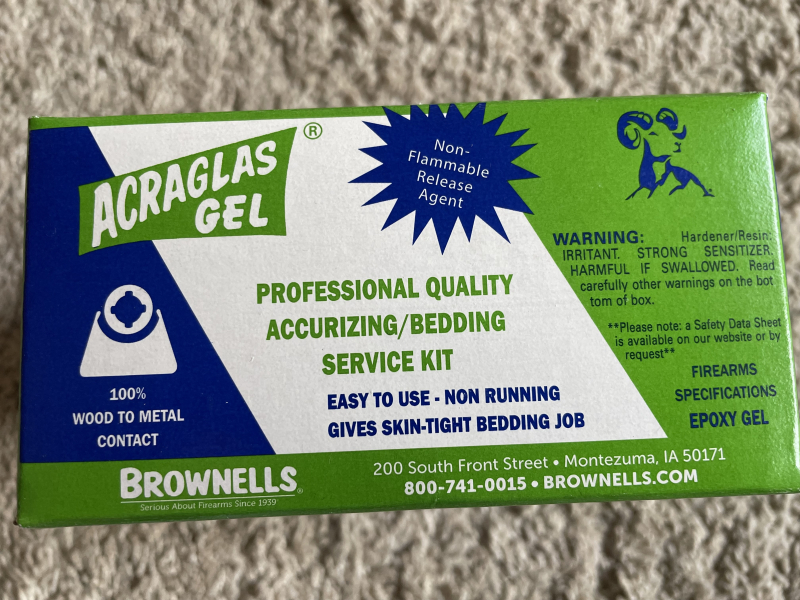 ACRAGLAS ®
GEL
Non-
Flammable
Release
Agent
PROFESSIONAL QUALITY
ACCURIZING/BEDDING
SERVICE KIT
EASY TO USE - NON RUNNING
GIVES SKIN-TIGHT BEDDING JOB
100%
WOOD TO METAL
CONTACT
WARNING: Hardener/Resin:
IRRITANT. STRONG SENSITIZER.
HARMFUL IF SWALLOWED. Read
carefully other warnings on the bot
tom of box.
**Please note: a Safety Data Sheet
is available on our website or by
request**
FIREARMS
SPECIFICATIONS
EPOXY GEL
BROWNELLS®
Serious About Firearms Since 1939
200 South Front Street • Montezuma, IA 50171
800-741-0015 • BROWNELLS.COM